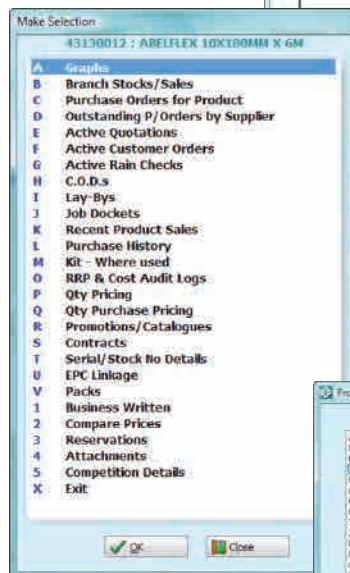 Make Selection
43130012 : ABELFLEX 10X100MM X 6M
A Graphs
B Branch Stocks/Sales
C Purchase Orders for Product
D Outstanding P/Orders by Supplier
E Active Quotations
F Active Customer Orders
G Active Rain Checks
H C.O.D.s
I Lay-Bys
J Job Dockets
K Recent Product Sales
L Purchase History
M Kit - Where used
O RRP & Cost Audit Logs
P Qty Pricing
Q Qty Purchase Pricing
R Promotions/Catalogues
S Contracts
T Serial/Stock No Details
U EPC Linkage
V Packs
1 Business Written
2 Compare Prices
3 Reservations
4 Attachments
5 Competition Details
X Exit
OK Close